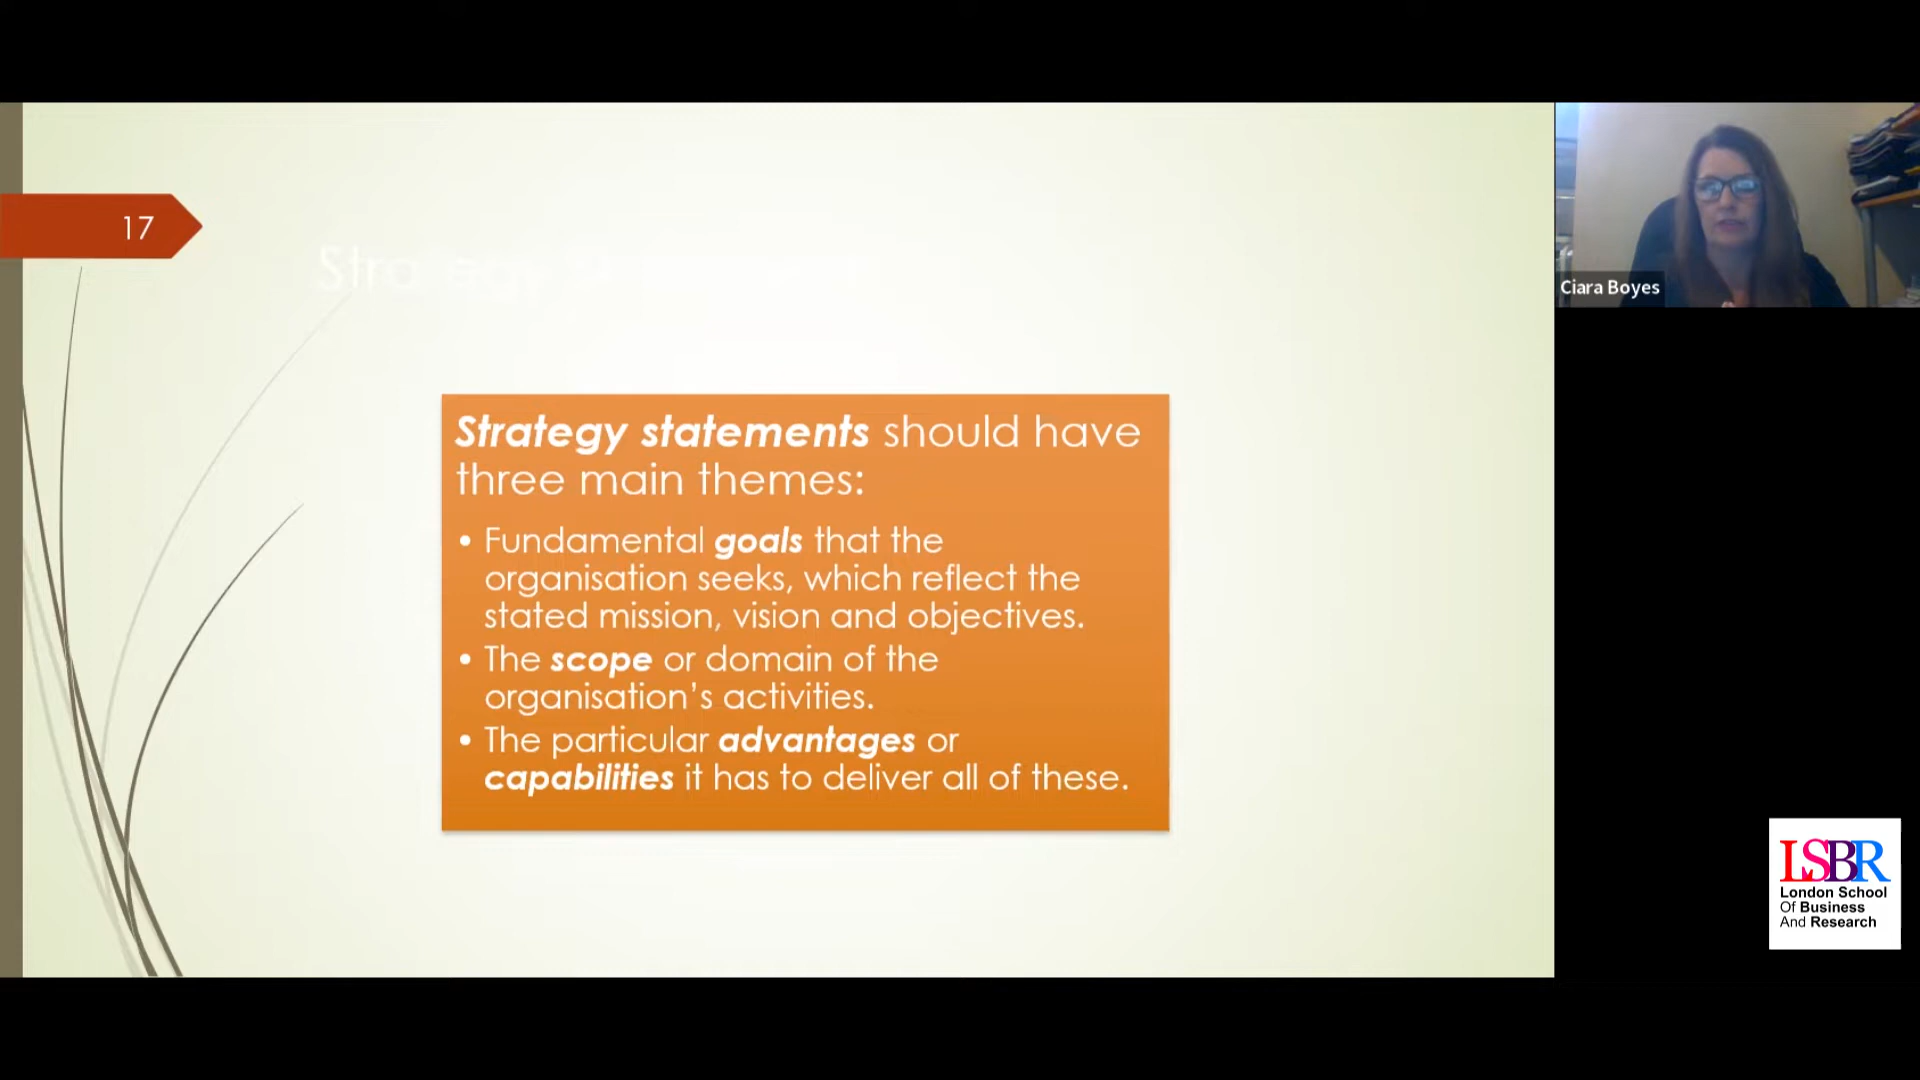 17
Strategy
Strategy statements should have
three main themes:
• Fundamental goals that the
organisation seeks, which reflect the
stated mission, vision and objectives.
• The scope or domain of the
organisation's activities.
• The particular advantages or
capabilities it has to deliver all of these.
Ciara Boyes
LSBR
London School
Of Business
And Research